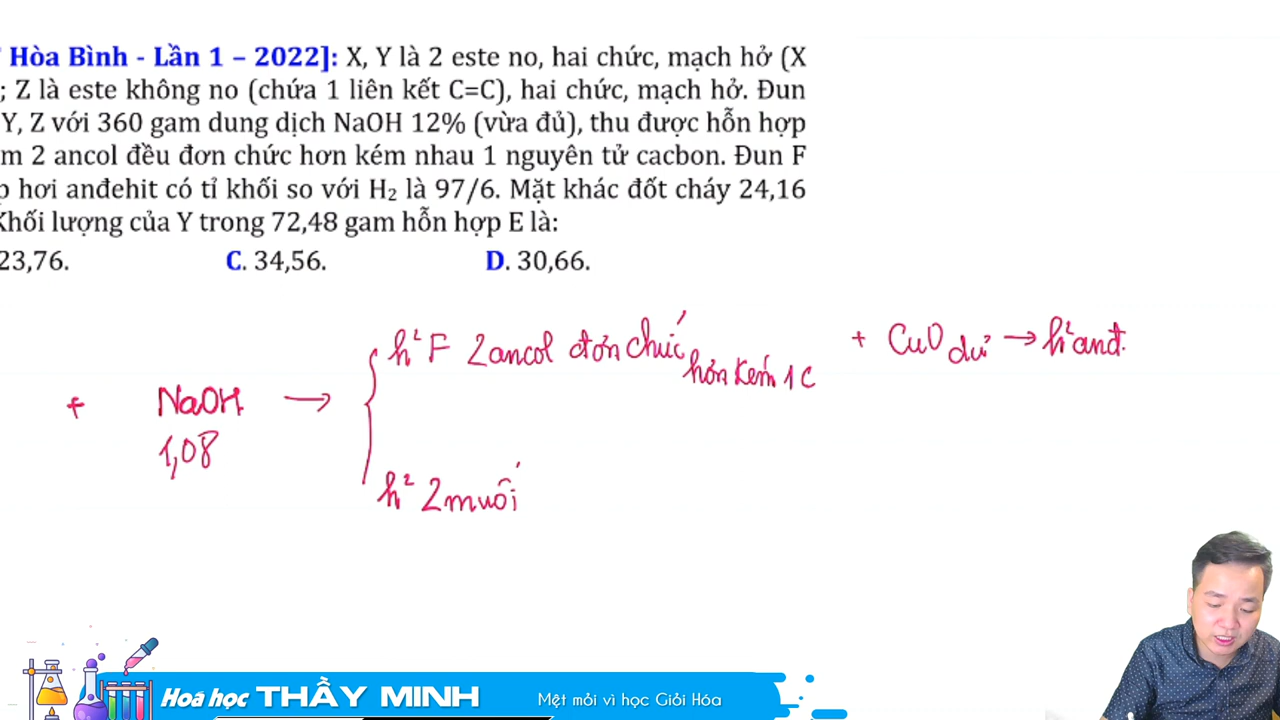 Hòa Bình - Lần 1 – 2022]: X, Y là 2 este no, hai chức, mạch hở (X
; Z là este không no (chứa 1 liên kết C=C), hai chức, mạch hở. Đun
Y, Z với 360 gam dung dịch NaOH 12% (vừa đủ), thu được hỗn hợp
m 2 ancol đều đơn chức hơn kém nhau 1 nguyên tử cacbon. Đun F
p hơi anđehit có tỉ khối so với H₂ là 97/6. Mặt khác đốt cháy 24,16
Khối lượng của Y trong 72,48 gam hỗn hợp E là:
23,76. C. 34,56. D. 30,66.
h² F 2 ancol đơn chức + CuO dư → h² anđ.
hơn kém 1 C
+ NaOH →
1,08
h² 2 muối
Hoá học THẦY MINH Mệt mỏi vì học Giỏi Hóa